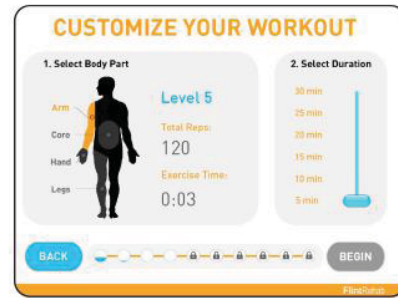 CUSTOMIZE YOUR WORKOUT
1. Select Body Part
Arm
Core
Hand
Legs
Level 5
Total Reps:
120
Exercise Time:
0:03
2. Select Duration
30 min
25 min
20 min
15 min
10 min
5 min
BACK
BEGIN
FlintRehab